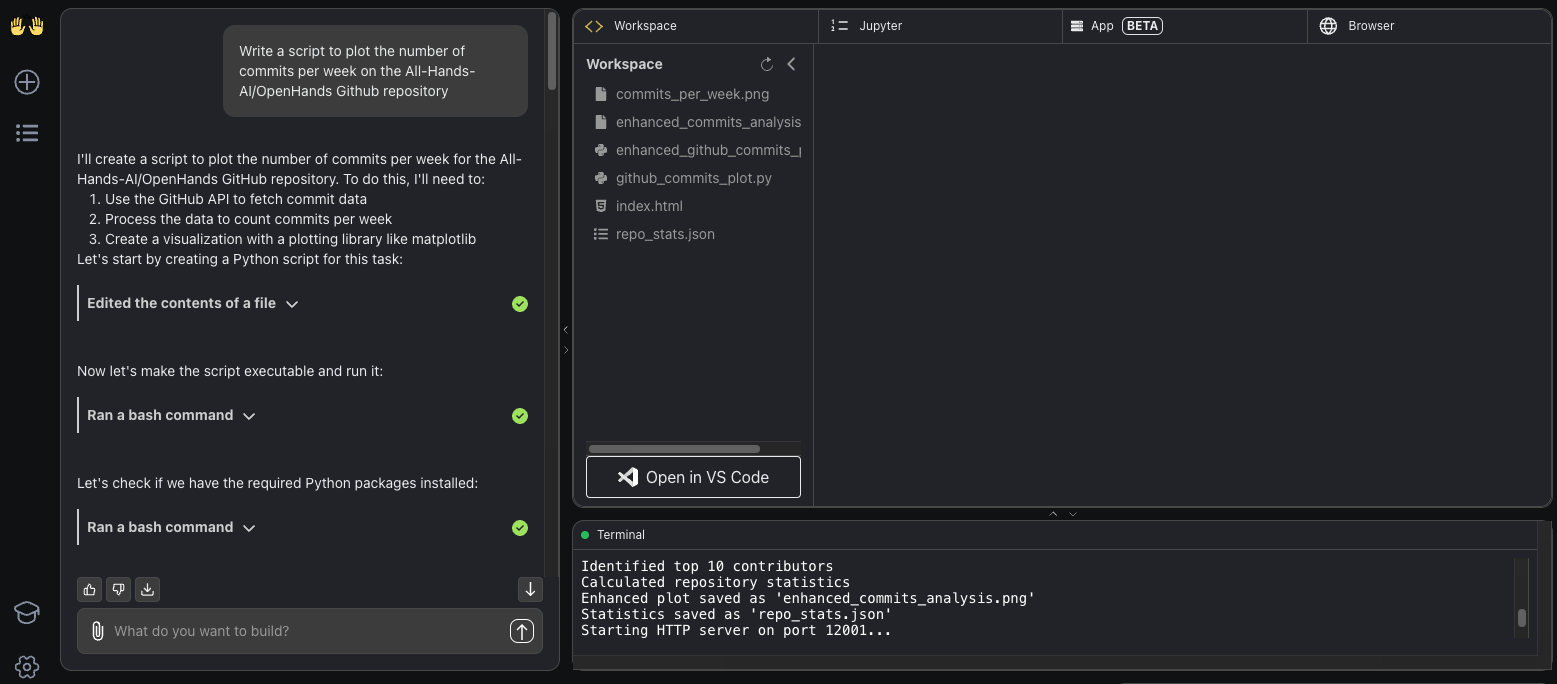 Write a script to plot the number of
commits per week on the All-Hands-
AI/OpenHands Github repository
I'll create a script to plot the number of commits per week for the All-
Hands-AI/OpenHands GitHub repository. To do this, I'll need to:
1. Use the GitHub API to fetch commit data
2. Process the data to count commits per week
3. Create a visualization with a plotting library like matplotlib
Let's start by creating a Python script for this task:
Edited the contents of a file
Now let's make the script executable and run it:
Ran a bash command
Let's check if we have the required Python packages installed:
Ran a bash command
What do you want to build?
Workspace
Jupyter
App BETA
Browser
Workspace
commits_per_week.png
enhanced_commits_analysis
enhanced_github_commits_p
github_commits_plot.py
index.html
repo_stats.json
Open in VS Code
Terminal
Identified top 10 contributors
Calculated repository statistics
Enhanced plot saved as 'enhanced_commits_analysis.png'
Statistics saved as 'repo_stats.json'
Starting HTTP server on port 12001...